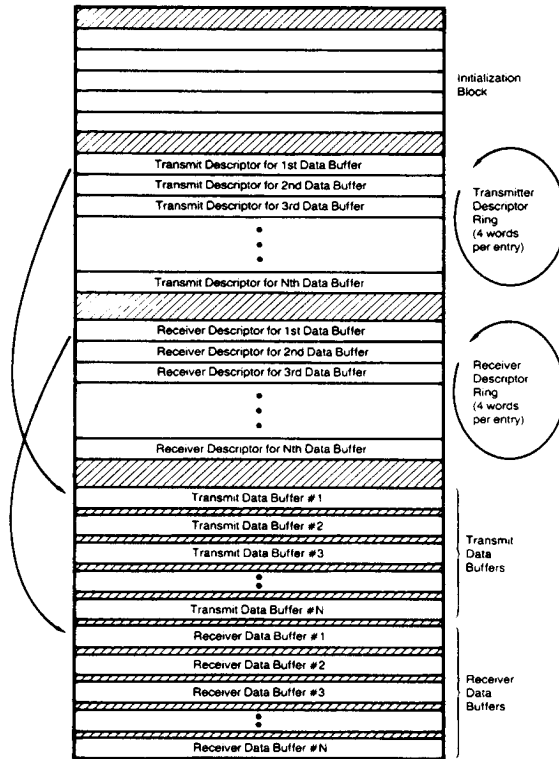 Initialization
Block
Transmit Descriptor for 1st Data Buffer
Transmit Descriptor for 2nd Data Buffer
Transmit Descriptor for 3rd Data Buffer
Transmit Descriptor for Nth Data Buffer
Transmitter
Descriptor
Ring
(4 words
per entry)
Receiver Descriptor for 1st Data Buffer
Receiver Descriptor for 2nd Data Buffer
Receiver Descriptor for 3rd Data Buffer
Receiver Descriptor for Nth Data Buffer
Receiver
Descriptor
Ring
(4 words
per entry)
Transmit Data Buffer #1
Transmit Data Buffer #2
Transmit Data Buffer #3
Transmit Data Buffer #N
Transmit
Data
Buffers
Receiver Data Buffer #1
Receiver Data Buffer #2
Receiver Data Buffer #3
Receiver Data Buffer #N
Receiver
Data
Buffers